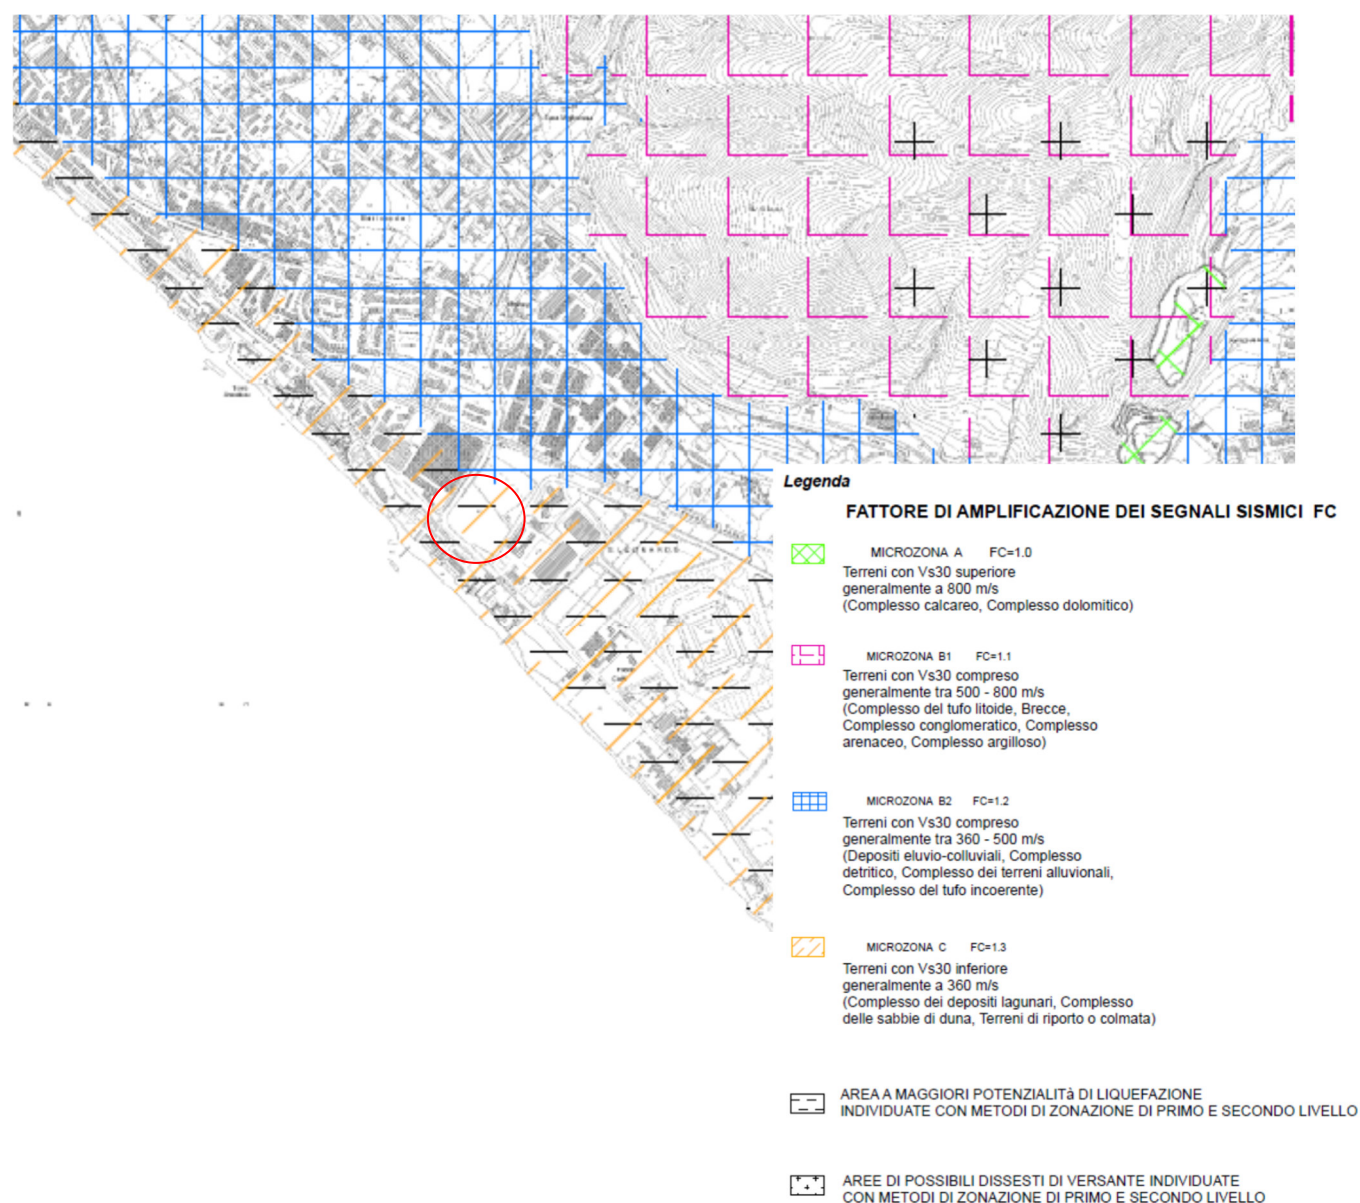 Legenda
FATTORE DI AMPLIFICAZIONE DEI SEGNALI SISMICI FC
MICROZONA A FC=1.0
Terreni con Vs30 superiore
generalmente a 800 m/s
(Complesso calcareo, Complesso dolomitico)
MICROZONA B1 FC=1.1
Terreni con Vs30 compreso
generalmente tra 500 - 800 m/s
(Complesso del tufo litoide, Brecce,
Complesso conglomeratico, Complesso
arenaceo, Complesso argilloso)
MICROZONA B2 FC=1.2
Terreni con Vs30 compreso
generalmente tra 360 - 500 m/s
(Depositi eluvio-colluviali, Complesso
detritico, Complesso dei terreni alluvionali,
Complesso del tufo incoerente)
MICROZONA C FC=1.3
Terreni con Vs30 inferiore
generalmente a 360 m/s
(Complesso dei depositi lagunari, Complesso
delle sabbie di duna, Terreni di riporto o colmata)
AREA A MAGGIORI POTENZIALITà DI LIQUEFAZIONE
INDIVIDUATE CON METODI DI ZONAZIONE DI PRIMO E SECONDO LIVELLO
AREE DI POSSIBILI DISSESTI DI VERSANTE INDIVIDUATE
CON METODI DI ZONAZIONE DI PRIMO E SECONDO LIVELLO